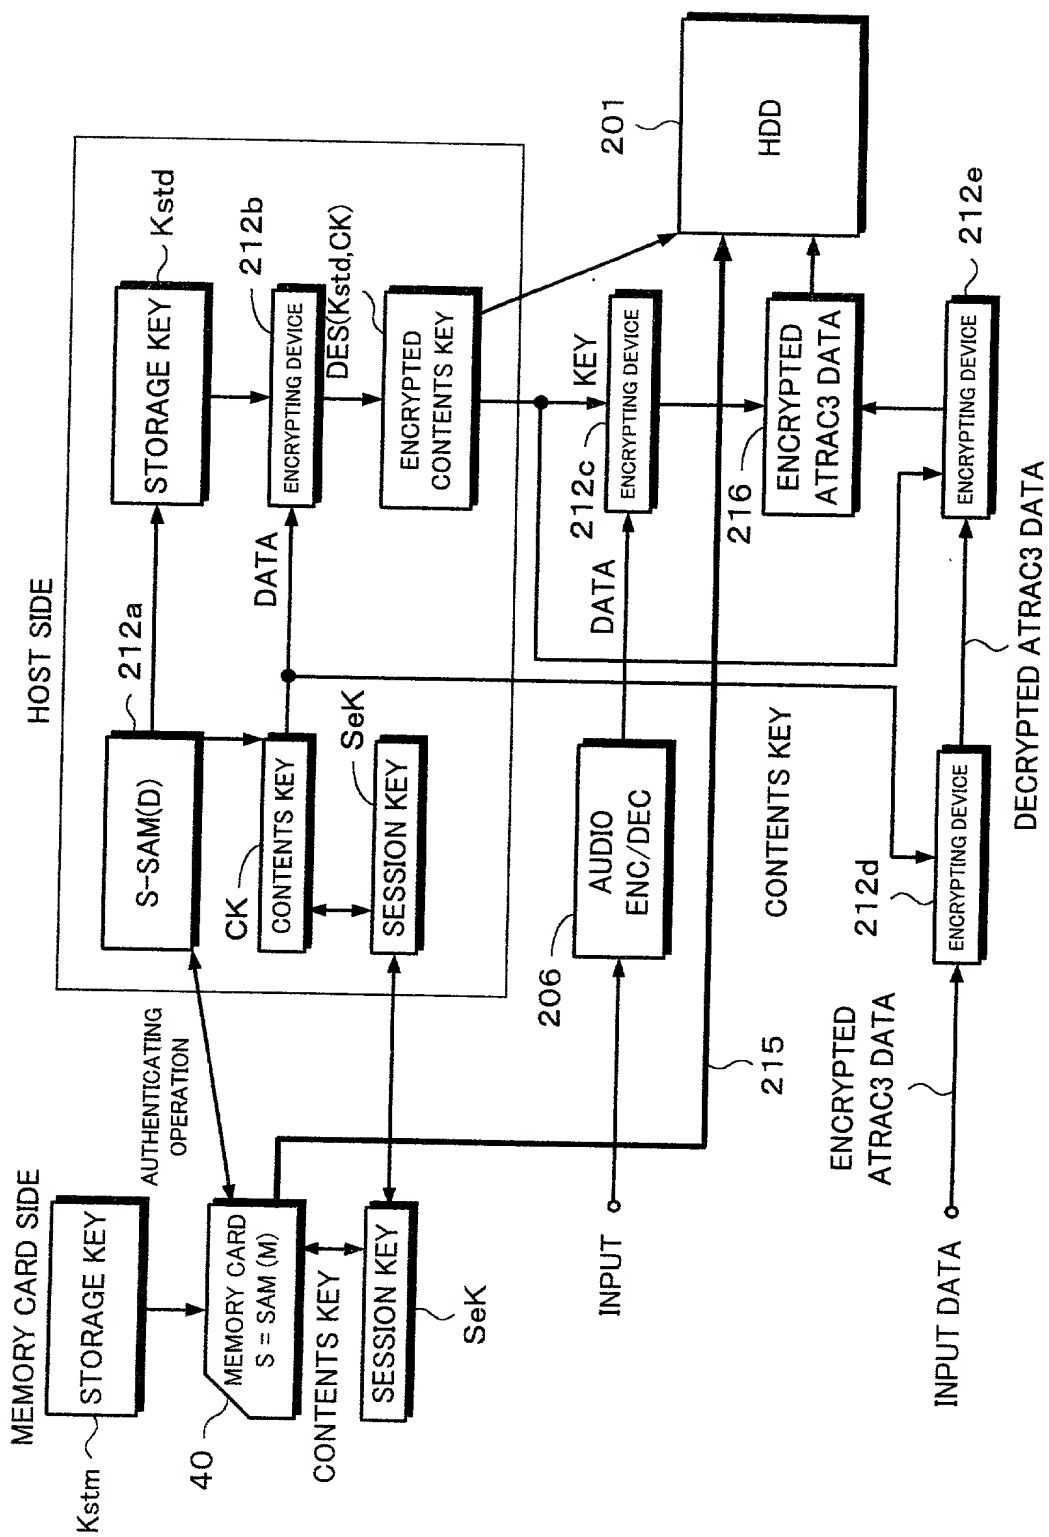 MEMORY CARD SIDE
Kstm
STORAGE KEY
40
MEMORY CARD
S = SAM (M)
CONTENTS KEY
SESSION KEY
SeK
AUTHENTICATING
OPERATION
HOST SIDE
S-SAM(D)
212a
STORAGE KEY
Kstd
CK
CONTENTS KEY
DATA
ENCRYPTING DEVICE
212b
SeK
SESSION KEY
DES(Kstd,CK)
ENCRYPTED
CONTENTS KEY
INPUT
206
AUDIO
ENC/DEC
DATA
KEY
212c
ENCRYPTING DEVICE
201
HDD
215
216
ENCRYPTED
ATRAC3 DATA
CONTENTS KEY
INPUT DATA
ENCRYPTED
ATRAC3 DATA
212d
ENCRYPTING DEVICE
DECRYPTED ATRAC3 DATA
ENCRYPTING DEVICE
212e